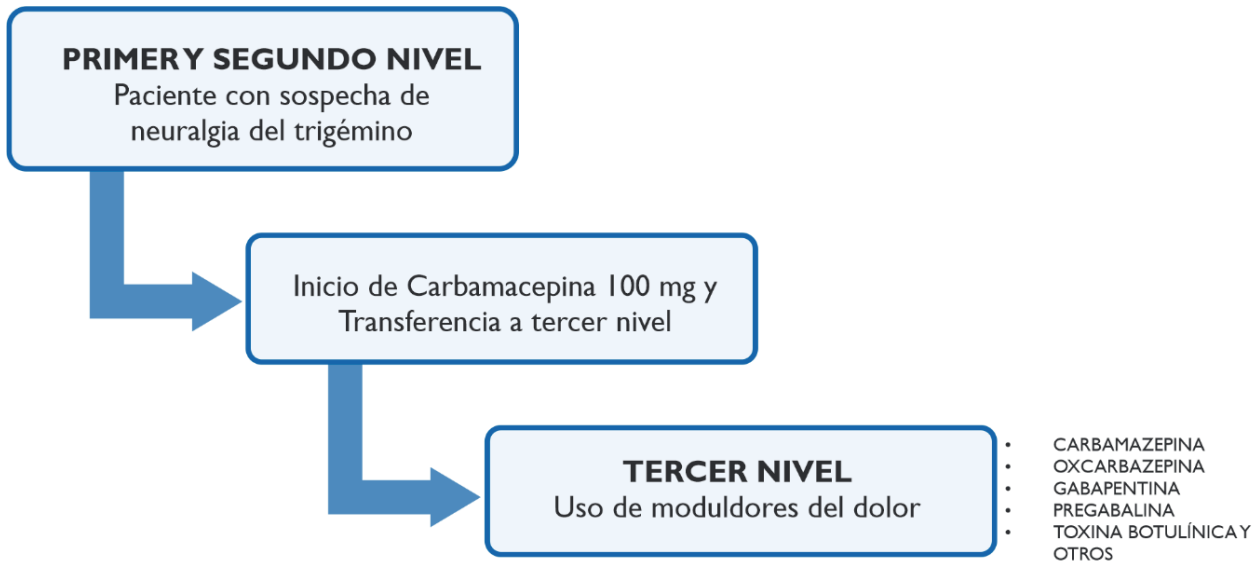 PRIMER Y SEGUNDO NIVEL
Paciente con sospecha de
neuralgia del trigémino
Inicio de Carbamacepina 100 mg y
Transferencia a tercer nivel
TERCER NIVEL
Uso de moduldores del dolor
• CARBAMAZEPINA
• OXCARBAZEPINA
• GABAPENTINA
• PREGABALINA
• TOXINA BOTULÍNICA Y
OTROS